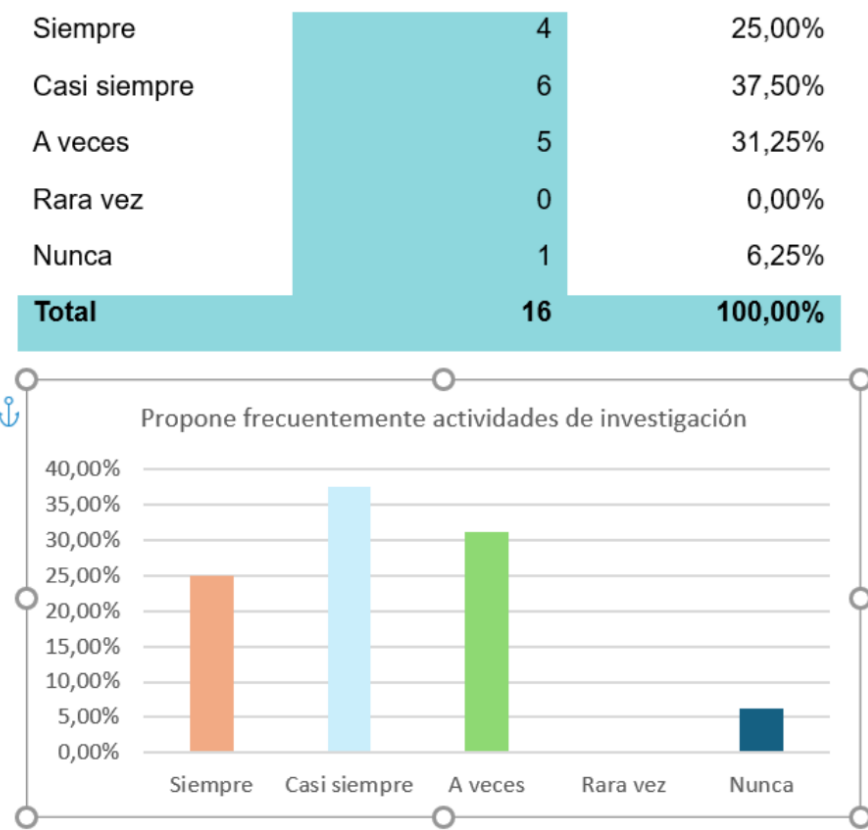 Siempre 4 25,00%
Casi siempre 6 37,50%
A veces 5 31,25%
Rara vez 0 0,00%
Nunca 1 6,25%
Total 16 100,00%
Propone frecuentemente actividades de investigación
40,00%
35,00%
30,00%
25,00%
20,00%
15,00%
10,00%
5,00%
0,00%
Siempre Casi siempre A veces Rara vez Nunca